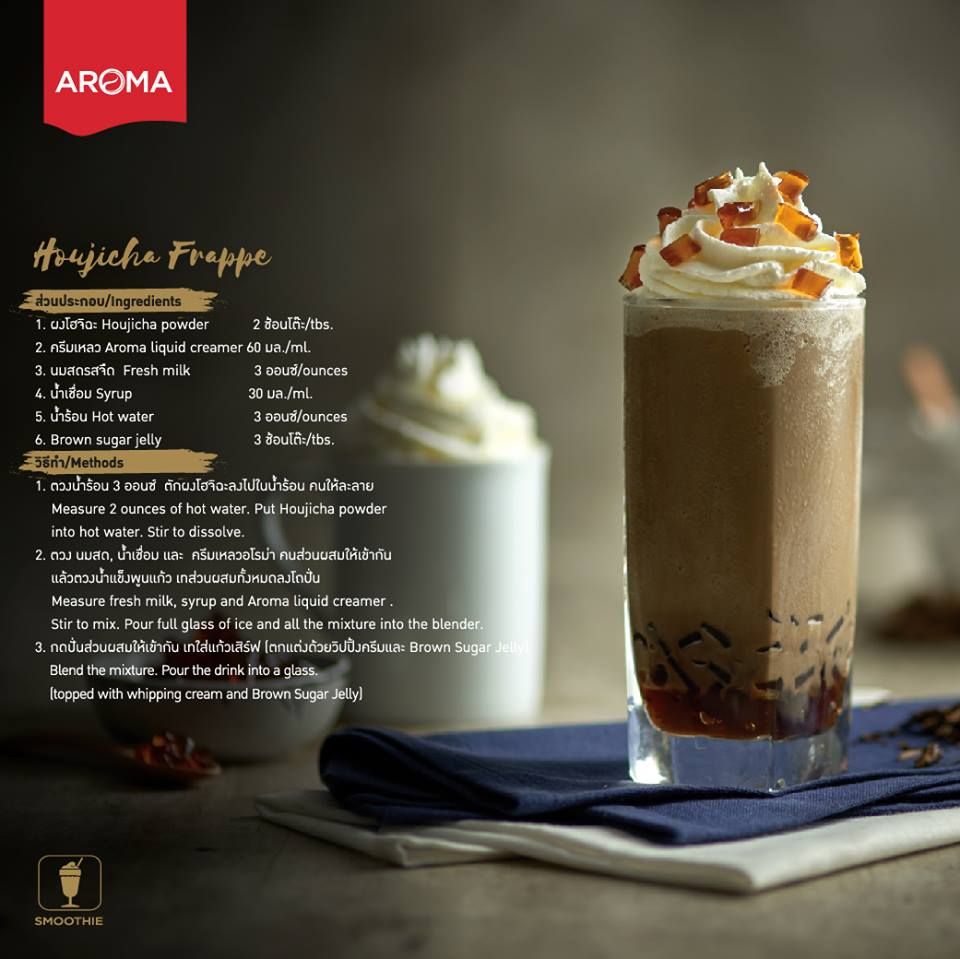 AROMA
Houjicha Frappe
ส่วนประกอบ/Ingredients
1. ผงโฮจิฉะ Houjicha powder 2 ช้อนโต๊ะ/tbs.
2. ครีมเหลว Aroma liquid creamer 60 มล./ml.
3. นมสดรสจืด Fresh milk 3 ออนซ์/ounces
4. น้ำเชื่อม Syrup 30 มล./ml.
5. น้ำร้อน Hot water 3 ออนซ์/ounces
6. Brown sugar jelly 3 ช้อนโต๊ะ/tbs.
วิธีทำ/Methods
1. ตวงน้ำร้อน 3 ออนซ์ ตักผงโฮจิฉะลงไปในน้ำร้อน คนให้ละลาย
Measure 2 ounces of hot water. Put Houjicha powder
into hot water. Stir to dissolve.
2. ตวง นมสด, น้ำเชื่อม และ ครีมเหลวอโรม่า คนส่วนผสมให้เข้ากัน
แล้วตวงน้ำแข็งพูนแก้ว เทส่วนผสมทั้งหมดลงโถปั่น
Measure fresh milk, syrup and Aroma liquid creamer .
Stir to mix. Pour full glass of ice and all the mixture into the blender.
3. กดปั่นส่วนผสมให้เข้ากัน เทใส่แก้วเสิร์ฟ (ตกแต่งด้วยวิปปิ้งครีมและ Brown Sugar Jelly)
Blend the mixture. Pour the drink into a glass.
(topped with whipping cream and Brown Sugar Jelly)
SMOOTHIE